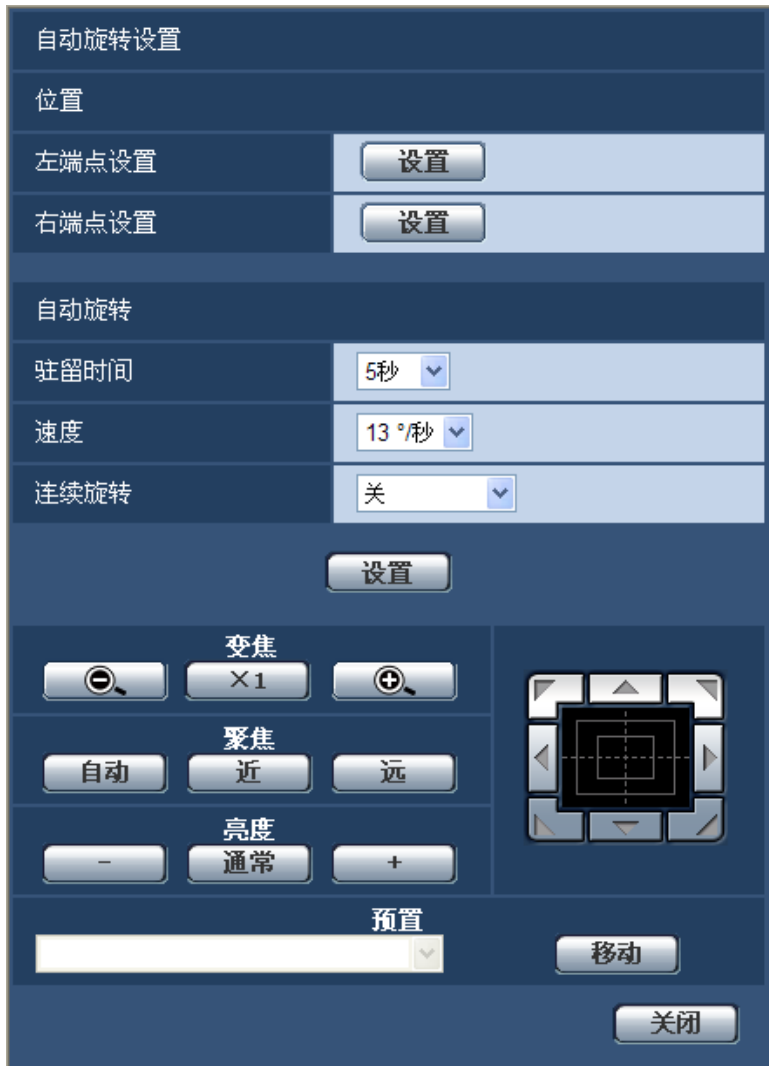 自动旋转设置
位置
左端点设置 设置
右端点设置 设置
自动旋转
驻留时间 5秒
速度 13 °/秒
连续旋转 关
设置
变焦
×1
聚焦
自动 近 远
亮度
- 通常 +
预置
移动
关闭